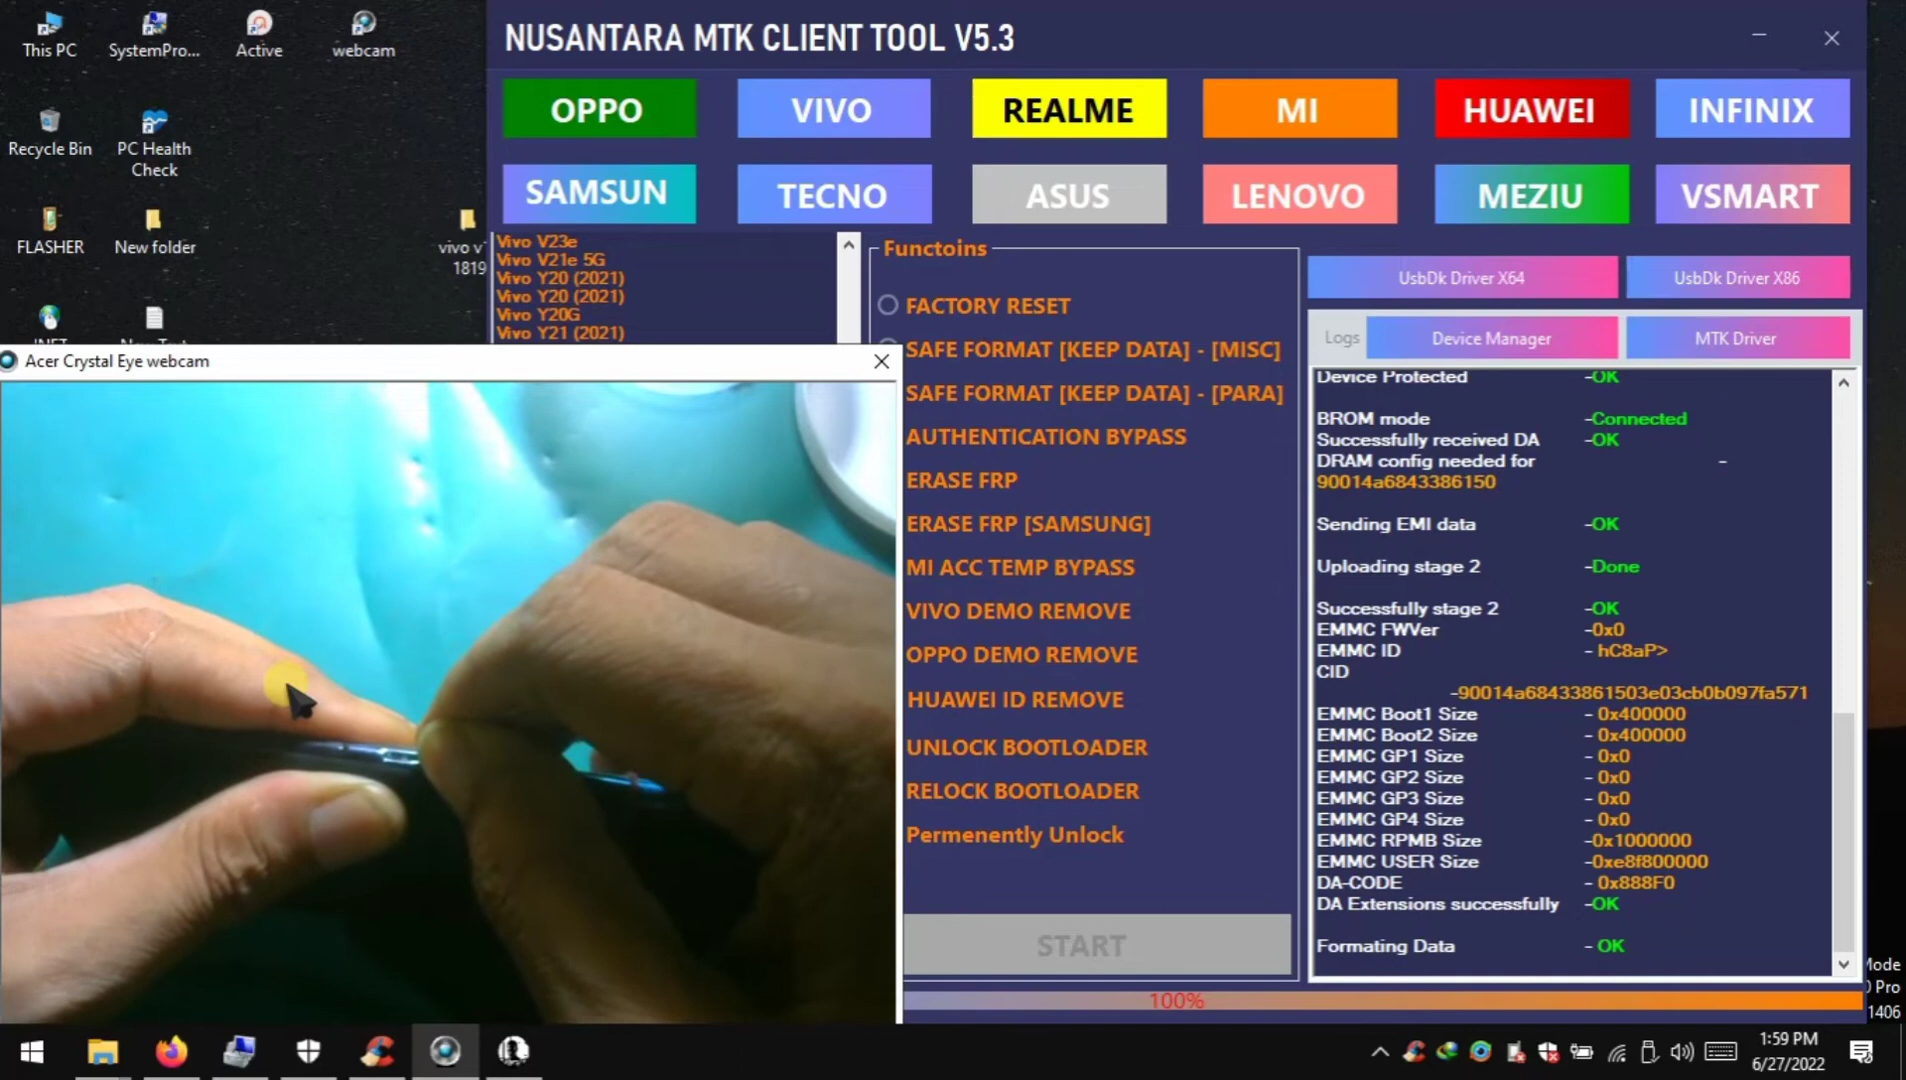 This PC
SystemPro...
Active
webcam
Recycle Bin
PC Health
Check
FLASHER
New folder
vivo v
1819
NUSANTARA MTK CLIENT TOOL V5.3
OPPO
VIVO
REALME
MI
HUAWEI
INFINIX
SAMSUN
TECNO
ASUS
LENOVO
MEZIU
VSMART
Vivo V23e
Vivo V21e 5G
Vivo Y20 (2021)
Vivo Y20 (2021)
Vivo Y20G
Vivo Y21 (2021)
Acer Crystal Eye webcam
Functoins
FACTORY RESET
SAFE FORMAT [KEEP DATA] - [MISC]
SAFE FORMAT [KEEP DATA] - [PARA]
AUTHENTICATION BYPASS
ERASE FRP
ERASE FRP [SAMSUNG]
MI ACC TEMP BYPASS
VIVO DEMO REMOVE
OPPO DEMO REMOVE
HUAWEI ID REMOVE
UNLOCK BOOTLOADER
RELOCK BOOTLOADER
Permenently Unlock
START
100%
UsbDk Driver X64
UsbDk Driver X86
Logs
Device Manager
MTK Driver
Device Protected -OK
BROM mode -Connected
Successfully received DA -OK
DRAM config needed for -
90014a6843386150
Sending EMI data -OK
Uploading stage 2 -Done
Successfully stage 2 -OK
EMMC FWVer -0x0
EMMC ID - hC8aP>
CID
-90014a68433861503e03cb0b097fa571
EMMC Boot1 Size - 0x400000
EMMC Boot2 Size - 0x400000
EMMC GP1 Size - 0x0
EMMC GP2 Size - 0x0
EMMC GP3 Size - 0x0
EMMC GP4 Size - 0x0
EMMC RPMB Size -0x1000000
EMMC USER Size -0xe8f800000
DA-CODE - 0x888F0
DA Extensions successfully -OK
Formating Data - OK
Mode
0 Pro
1406
1:59 PM
6/27/2022